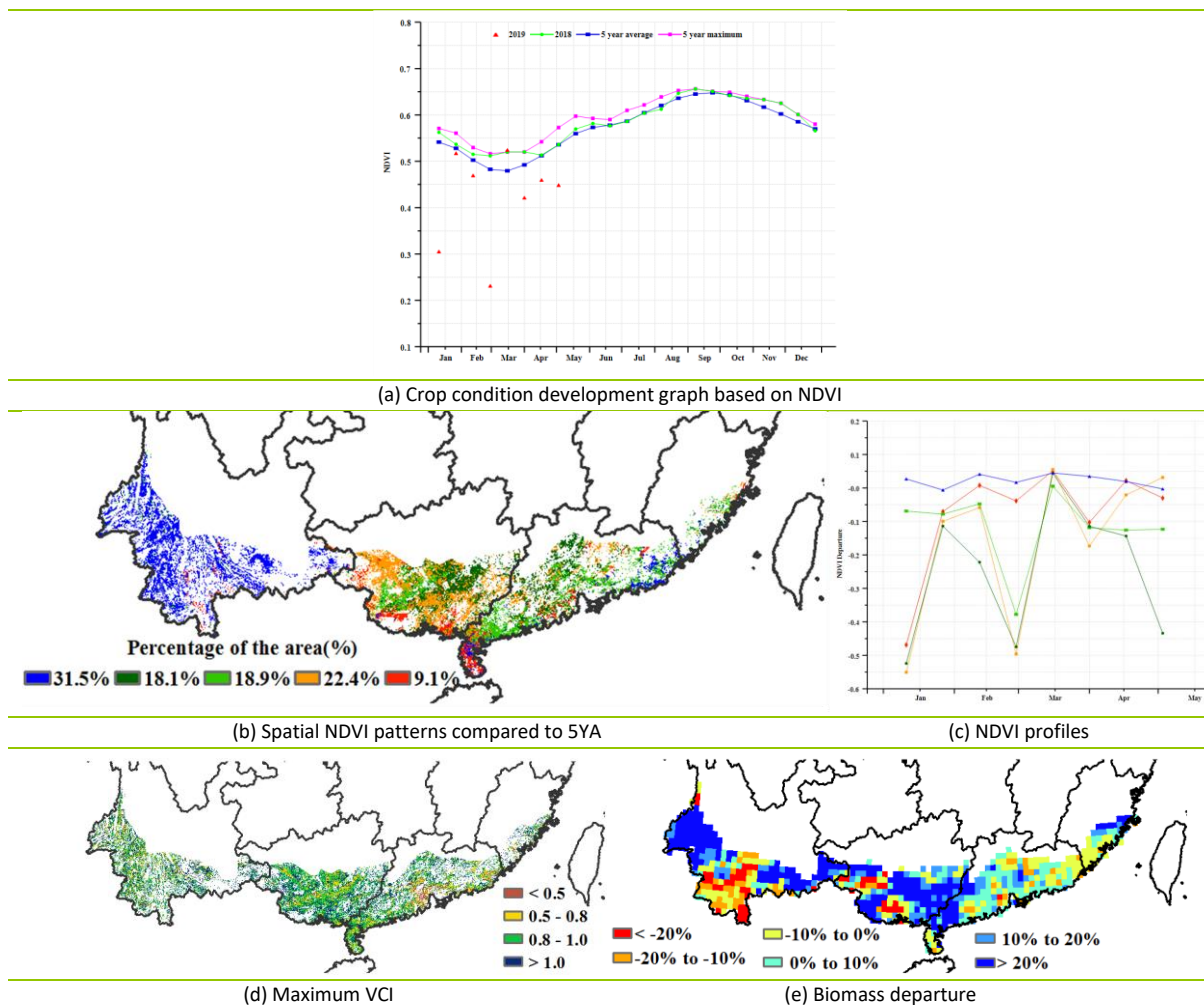 2019 2018 5 year average 5 year maximum
0.8
0.7
0.6
0.5
0.4
0.3
0.2
0.1
NDVI
Jan Feb Mar Apr May Jun Jul Aug Sep Oct Nov Dec
(a) Crop condition development graph based on NDVI
Percentage of the area(%)
31.5% 18.1% 18.9% 22.4% 9.1%
0.2
0.1
-0.0
-0.1
-0.2
-0.3
-0.4
-0.5
-0.6
NDVI Departure
Jan Feb Mar Apr May
(b) Spatial NDVI patterns compared to 5YA
(c) NDVI profiles
< 0.5
0.5 - 0.8
0.8 - 1.0
> 1.0
< -20% -10% to 0% 10% to 20%
-20% to -10% 0% to 10% > 20%
(d) Maximum VCI
(e) Biomass departure